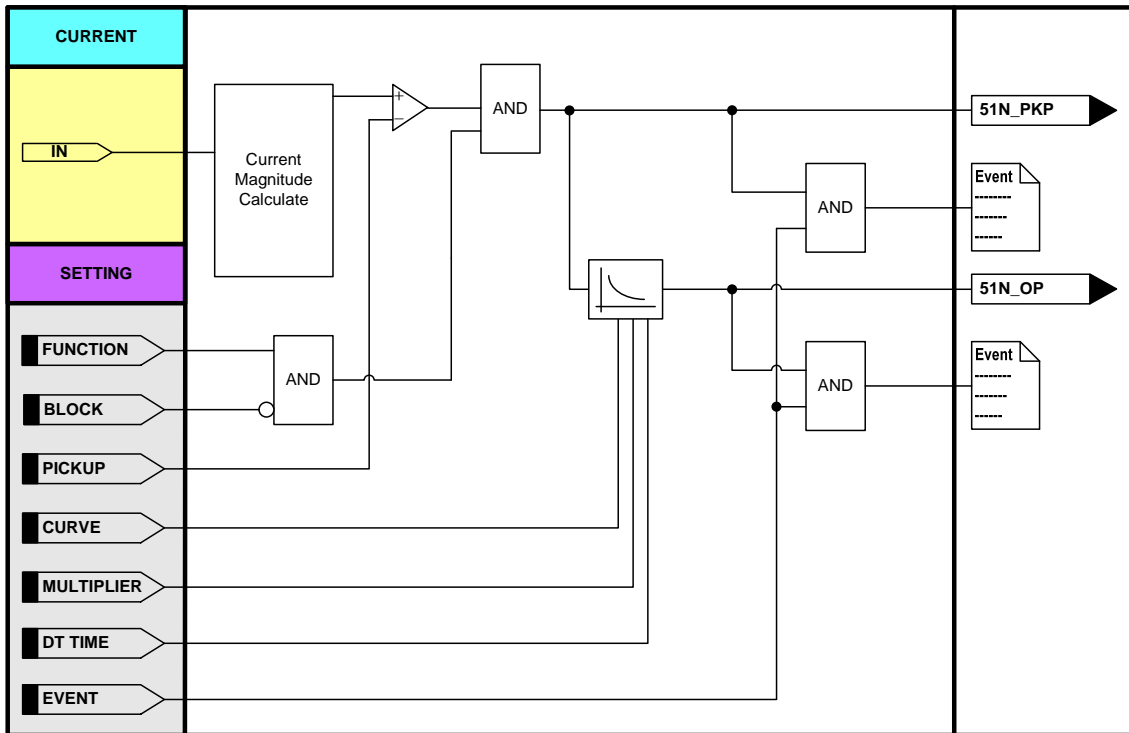 CURRENT
IN
Current
Magnitude
Calculate
+
−
AND
51N_PKP
AND
Event
--------
-------
------
SETTING
51N_OP
FUNCTION
AND
BLOCK
AND
Event
--------
-------
------
PICKUP
CURVE
MULTIPLIER
DT TIME
EVENT